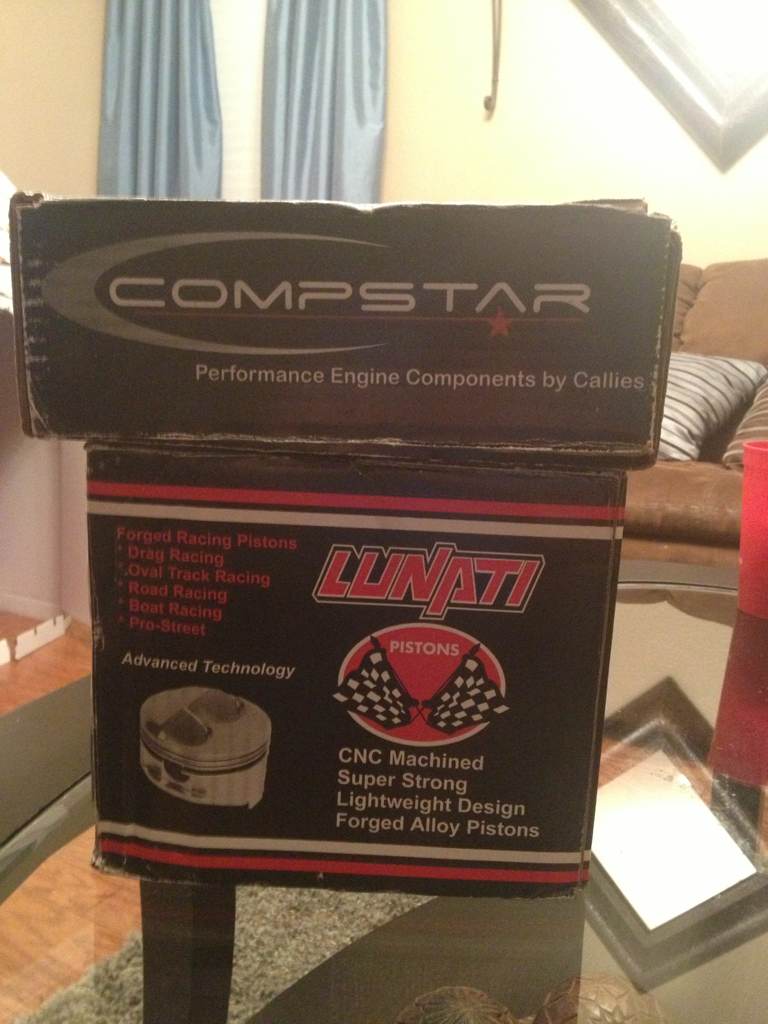 COMPSTAR
Performance Engine Components by Callies
Forged Racing Pistons
* Drag Racing
* Oval Track Racing
* Road Racing
* Boat Racing
* Pro-Street
Advanced Technology
LUNATI
PISTONS
CNC Machined
Super Strong
Lightweight Design
Forged Alloy Pistons